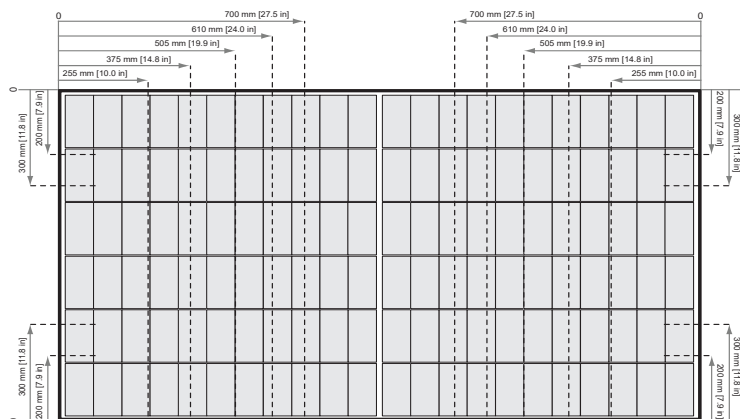 0 0
700 mm [27.5 in] 700 mm [27.5 in]
610 mm [24.0 in] 610 mm [24.0 in]
505 mm [19.9 in] 505 mm [19.9 in]
375 mm [14.8 in] 375 mm [14.8 in]
255 mm [10.0 in] 255 mm [10.0 in]
0
200 mm [7.9 in]
300 mm [11.8 in]
200 mm [7.9 in]
300 mm [11.8 in]
300 mm [11.8 in]
200 mm [7.9 in]
300 mm [11.8 in]
200 mm [7.9 in]
0